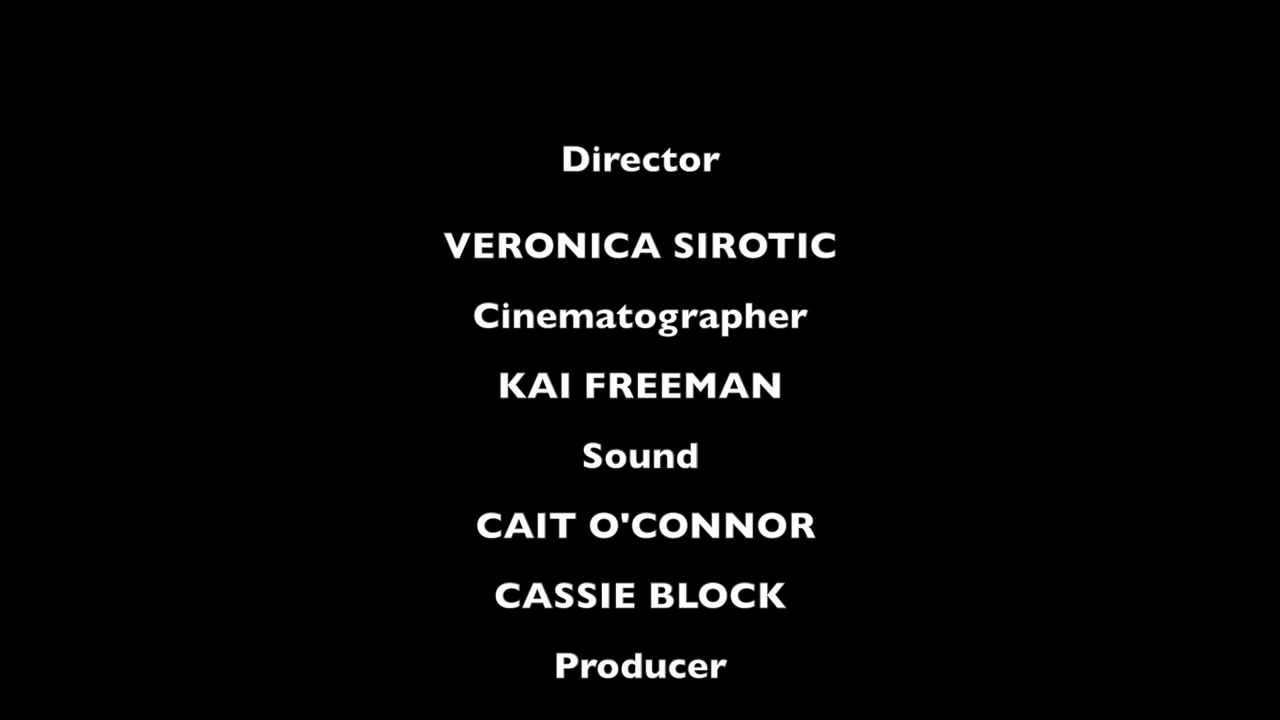 Director
VERONICA SIROTIC
Cinematographer
KAI FREEMAN
Sound
CAIT O'CONNOR
CASSIE BLOCK
Producer